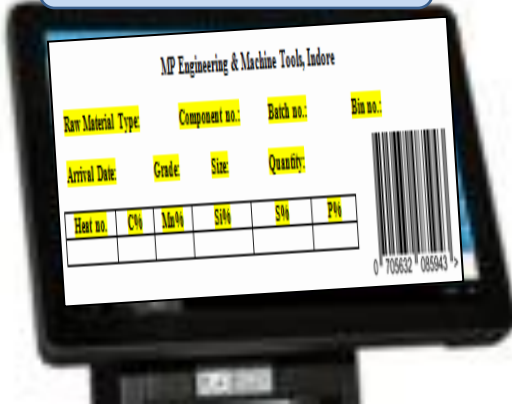 MP Engineering & Machine Tools, Indore
Raw Material Type: Component no.: Batch no.: Bin no.:
Arrival Date: Grade: Size: Quantity:
Heat no. C% Mn% Si% S% P%
0 705632 085943 >